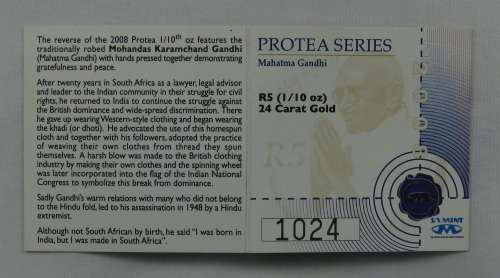 The reverse of the 2008 Protea 1/10th oz features the
traditionally robed Mohandas Karamchand Gandhi
(Mahatma Gandhi) with hands pressed together demonstrating
gratefulness and peace.
After twenty years in South Africa as a lawyer, legal advisor
and leader to the Indian community in their struggle for civil
rights, he returned to India to continue the struggle against
the British dominance and wide-spread discrimination. There
he gave up wearing Western-style clothing and began wearing
the khadi (or dhoti). He advocated the use of this homespun
cloth and together with his followers, adopted the practice
of weaving their own clothes from thread they spun
themselves. A harsh blow was made to the British clothing
industry by making their own clothes and the spinning wheel
was later incorporated into the flag of the Indian National
Congress to symbolize this break from dominance.
Sadly Gandhi's warm relations with many who did not belong
to the Hindu fold, led to his assassination in 1948 by a Hindu
extremist.
Although not South African by birth, he said "I was born in
India, but I was made in South Africa".
PROTEA SERIES
Mahatma Gandhi
R5 (1/10 oz)
24 Carat Gold
R5
1024
SA MINT